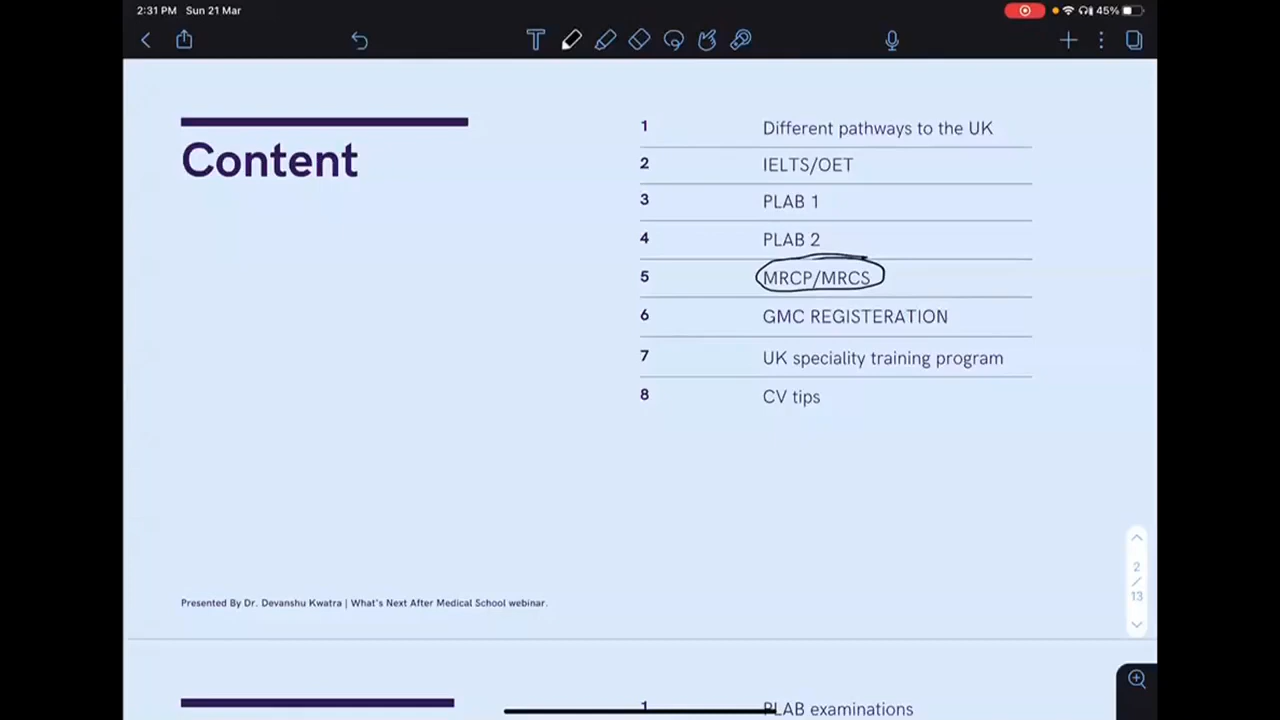 2:31 PM Sun 21 Mar 45%
Content
1 Different pathways to the UK
2 IELTS/OET
3 PLAB 1
4 PLAB 2
5 MRCP/MRCS
6 GMC REGISTERATION
7 UK speciality training program
8 CV tips
2
/
13
Presented By Dr. Devanshu Kwatra | What's Next After Medical School webinar.
1 PLAB examinations